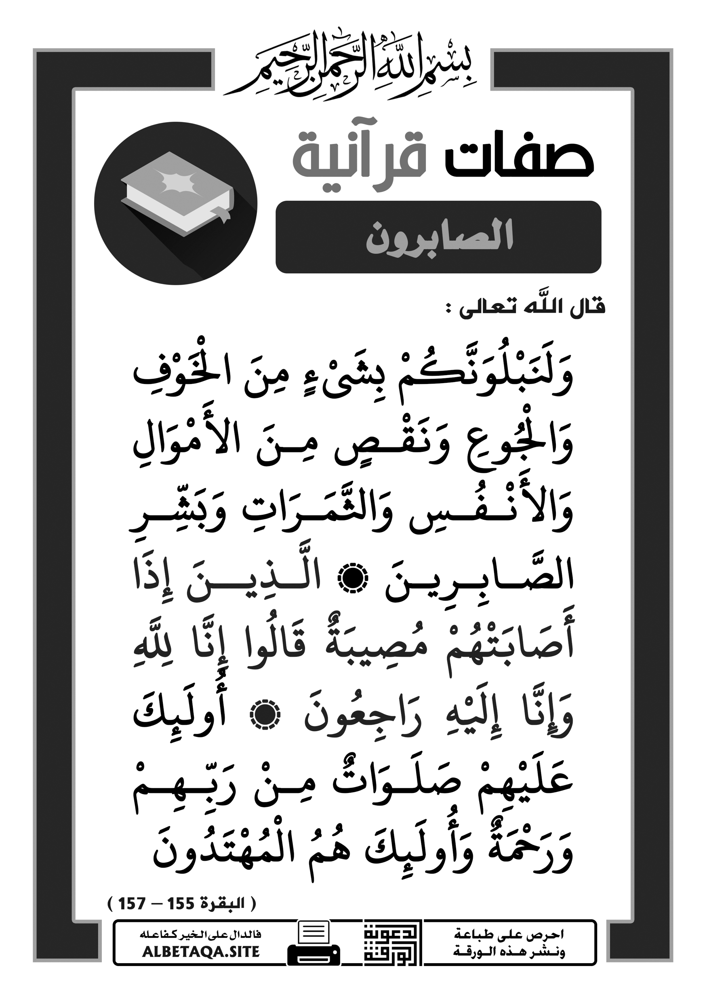 بِسْمِ اللَّهِ الرَّحْمَٰنِ الرَّحِيمِ
صفات قرآنية
الصابرون
قال اللَّه تعالى :
وَلَنَبْلُوَنَّكُمْ بِشَىْءٍ مِنَ الْخَوْفِ
وَالْجُوعِ وَنَقْصٍ مِنَ الأَمْوَالِ
وَالأَنْفُسِ وَالثَّمَرَاتِ وَبَشِّرِ
الصَّابِرِينَ ۝ الَّذِينَ إِذَا
أَصَابَتْهُمْ مُصِيبَةٌ قَالُوا إِنَّا لِلَّهِ
وَإِنَّا إِلَيْهِ رَاجِعُونَ ۝ أُولَئِكَ
عَلَيْهِمْ صَلَوَاتٌ مِنْ رَبِّهِمْ
وَرَحْمَةٌ وَأُولَئِكَ هُمُ الْمُهْتَدُونَ
( البقرة 155 – 157 )
احرص على طباعة
ونشر هذه الورقة
الورقة الدعوية
فالدال على الخير كفاعله
ALBETAQA.SITE